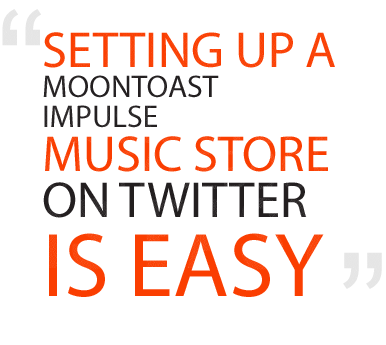 “SETTING UP A
MOONTOAST
IMPULSE
MUSIC STORE
ON TWITTER
IS EASY”